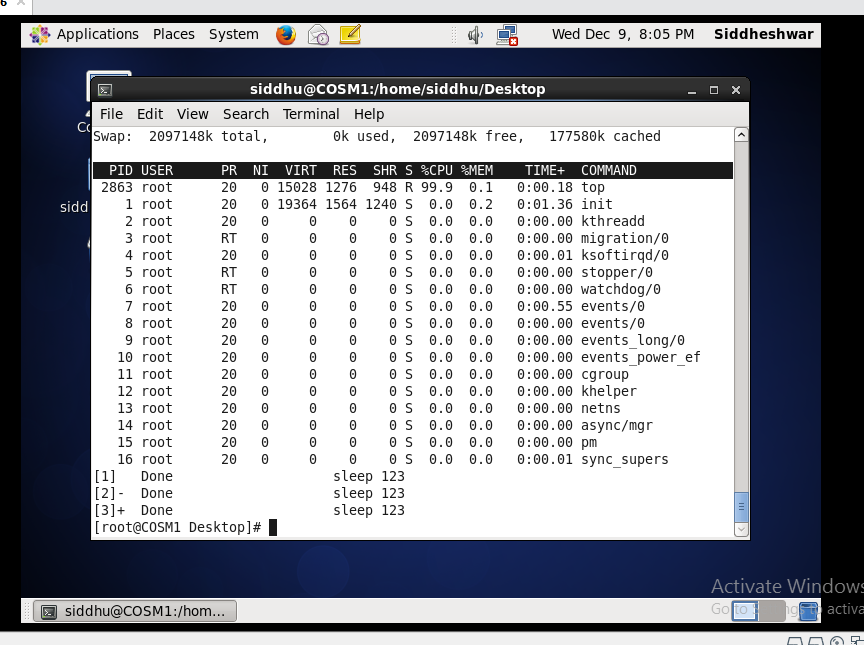 6
Applications Places System Wed Dec 9, 8:05 PM Siddheshwar
siddhu@COSM1:/home/siddhu/Desktop
File Edit View Search Terminal Help
Swap: 2097148k total, 0k used, 2097148k free, 177580k cached
PID USER PR NI VIRT RES SHR S %CPU %MEM TIME+ COMMAND
2863 root 20 0 15028 1276 948 R 99.9 0.1 0:00.18 top
1 root 20 0 19364 1564 1240 S 0.0 0.2 0:01.36 init
2 root 20 0 0 0 0 S 0.0 0.0 0:00.00 kthreadd
3 root RT 0 0 0 0 S 0.0 0.0 0:00.00 migration/0
4 root 20 0 0 0 0 S 0.0 0.0 0:00.01 ksoftirqd/0
5 root RT 0 0 0 0 S 0.0 0.0 0:00.00 stopper/0
6 root RT 0 0 0 0 S 0.0 0.0 0:00.00 watchdog/0
7 root 20 0 0 0 0 S 0.0 0.0 0:00.55 events/0
8 root 20 0 0 0 0 S 0.0 0.0 0:00.00 events/0
9 root 20 0 0 0 0 S 0.0 0.0 0:00.00 events_long/0
10 root 20 0 0 0 0 S 0.0 0.0 0:00.00 events_power_ef
11 root 20 0 0 0 0 S 0.0 0.0 0:00.00 cgroup
12 root 20 0 0 0 0 S 0.0 0.0 0:00.00 khelper
13 root 20 0 0 0 0 S 0.0 0.0 0:00.00 netns
14 root 20 0 0 0 0 S 0.0 0.0 0:00.00 async/mgr
15 root 20 0 0 0 0 S 0.0 0.0 0:00.00 pm
16 root 20 0 0 0 0 S 0.0 0.0 0:00.01 sync_supers
[1] Done sleep 123
[2]- Done sleep 123
[3]+ Done sleep 123
[root@COSM1 Desktop]#
sidd
Activate Windows
Go to
siddhu@COSM1:/hom...